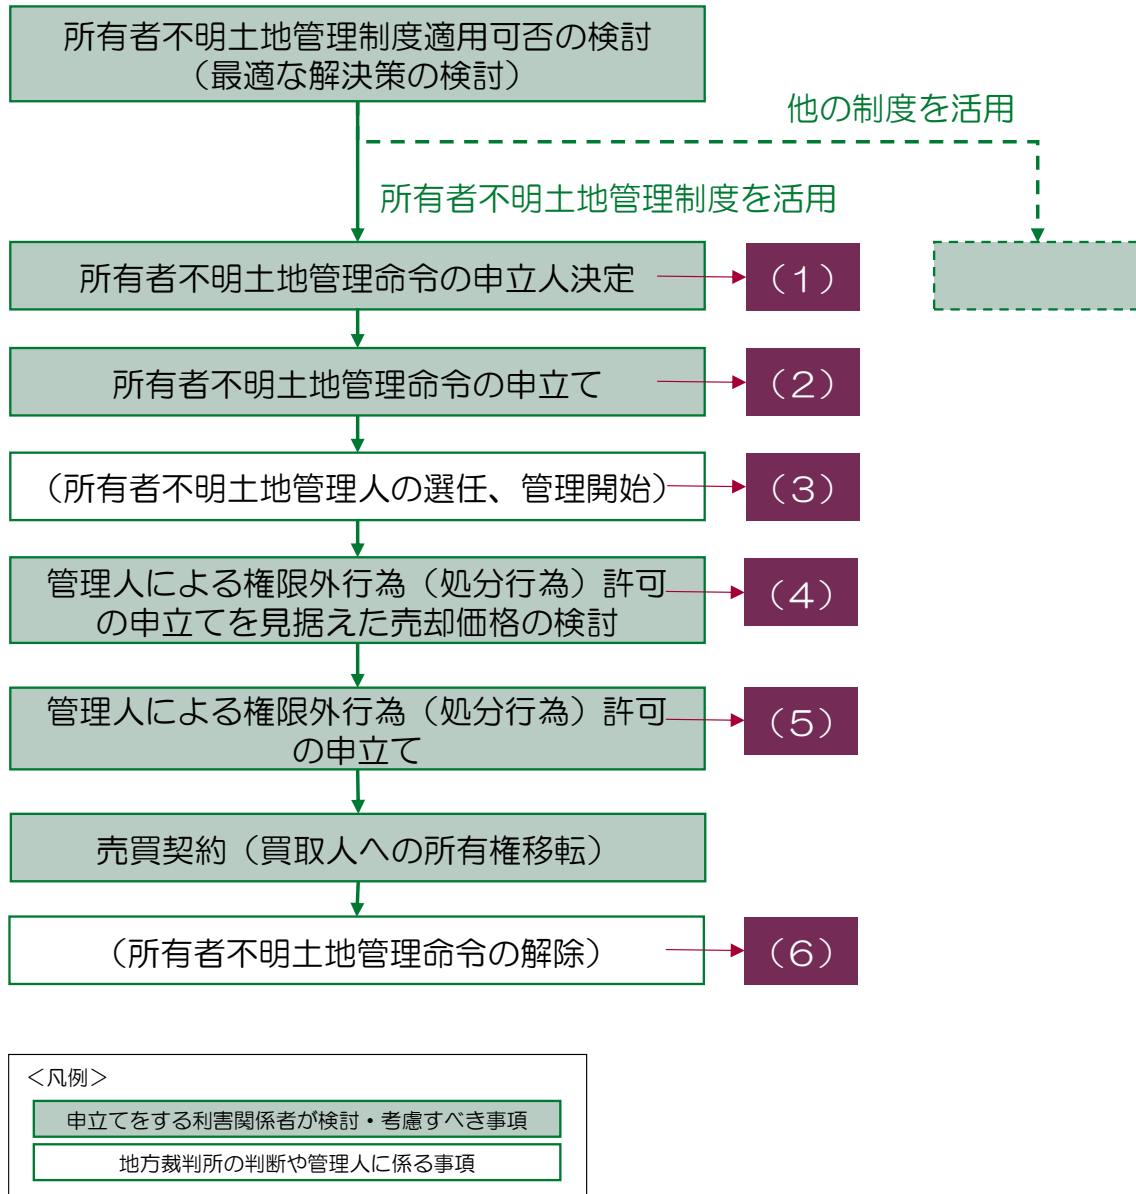 所有者不明土地管理制度適用可否の検討
（最適な解決策の検討）
他の制度を活用
所有者不明土地管理制度を活用
所有者不明土地管理命令の申立人決定
（1）
所有者不明土地管理命令の申立て
（2）
（所有者不明土地管理人の選任、管理開始）
（3）
管理人による権限外行為（処分行為）許可
の申立てを見据えた売却価格の検討
（4）
管理人による権限外行為（処分行為）許可
の申立て
（5）
売買契約（買取人への所有権移転）
（所有者不明土地管理命令の解除）
（6）
＜凡例＞
申立てをする利害関係者が検討・考慮すべき事項
地方裁判所の判断や管理人に係る事項